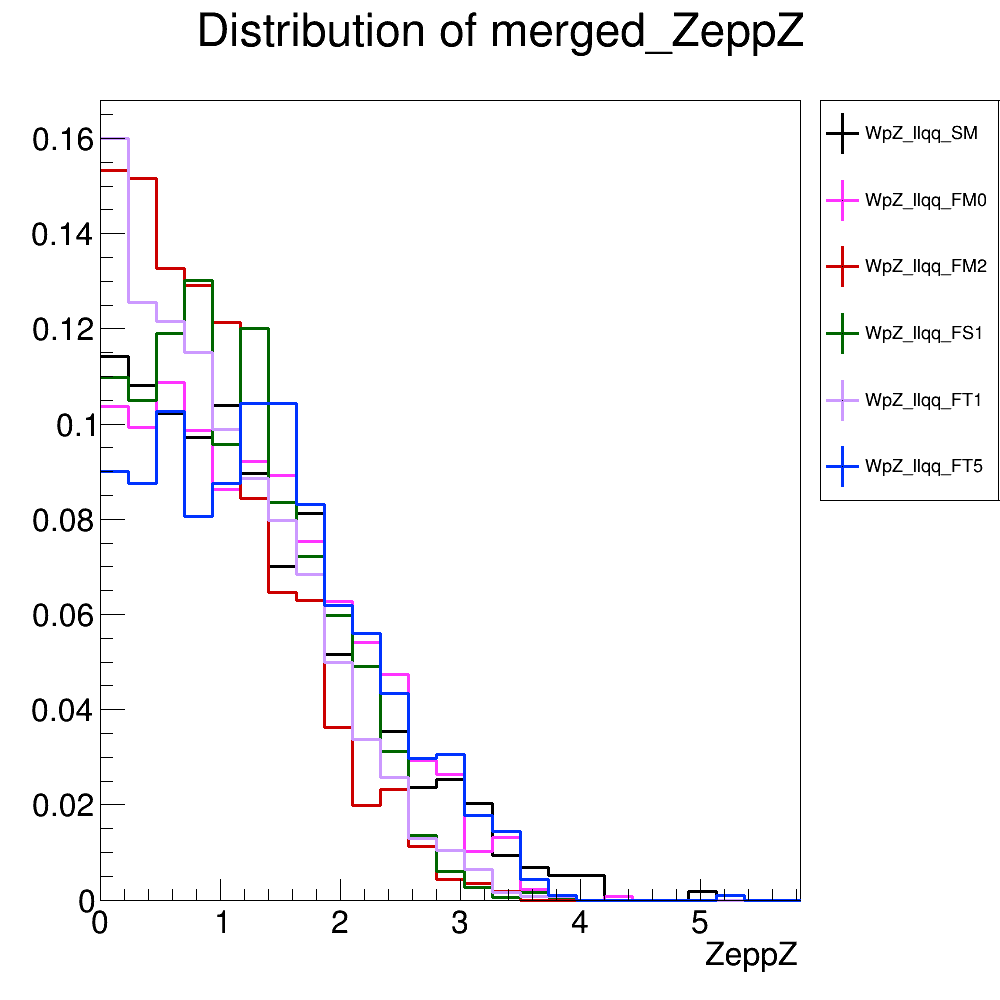 Distribution of merged_ZeppZ
0.16
0.14
0.12
0.1
0.08
0.06
0.04
0.02
0
0 1 2 3 4 5
ZeppZ
WpZ_llqq_SM
WpZ_llqq_FM0
WpZ_llqq_FM2
WpZ_llqq_FS1
WpZ_llqq_FT1
WpZ_llqq_FT5